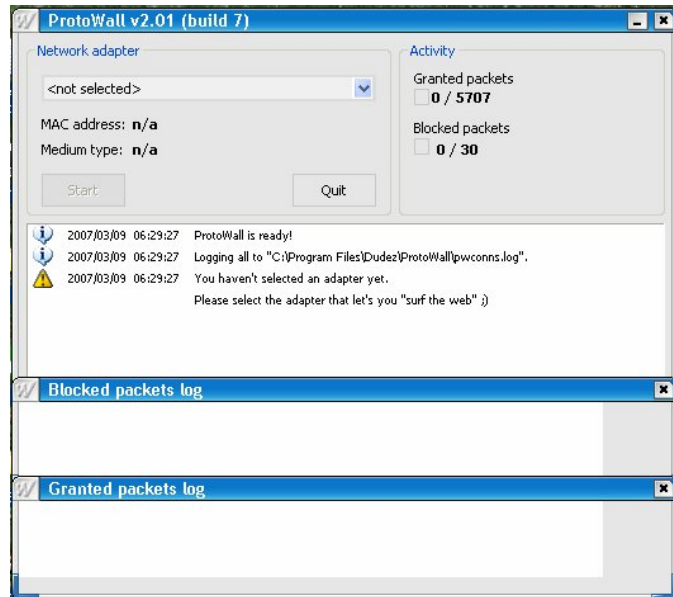 ProtoWall v2.01 (build 7)
Network adapter
<not selected>
MAC address: n/a
Medium type: n/a
Start
Quit
Activity
Granted packets
0 / 5707
Blocked packets
0 / 30
2007/03/09 06:29:27 ProtoWall is ready!
2007/03/09 06:29:27 Logging all to "C:\Program Files\Dudez\ProtoWall\pwconns.log".
2007/03/09 06:29:27 You haven't selected an adapter yet.
Please select the adapter that let's you "surf the web" ;)
Blocked packets log
Granted packets log